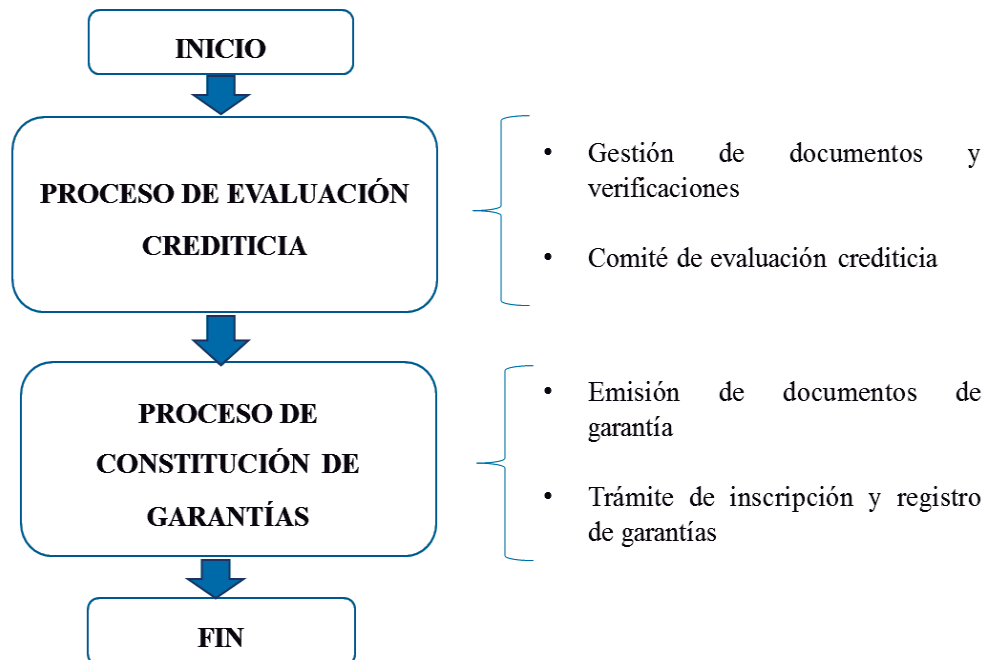 INICIO
PROCESO DE EVALUACIÓN
CREDITICIA
• Gestión de documentos y
verificaciones
• Comité de evaluación crediticia
PROCESO DE
CONSTITUCIÓN DE
GARANTÍAS
• Emisión de documentos de
garantía
• Trámite de inscripción y registro
de garantías
FIN